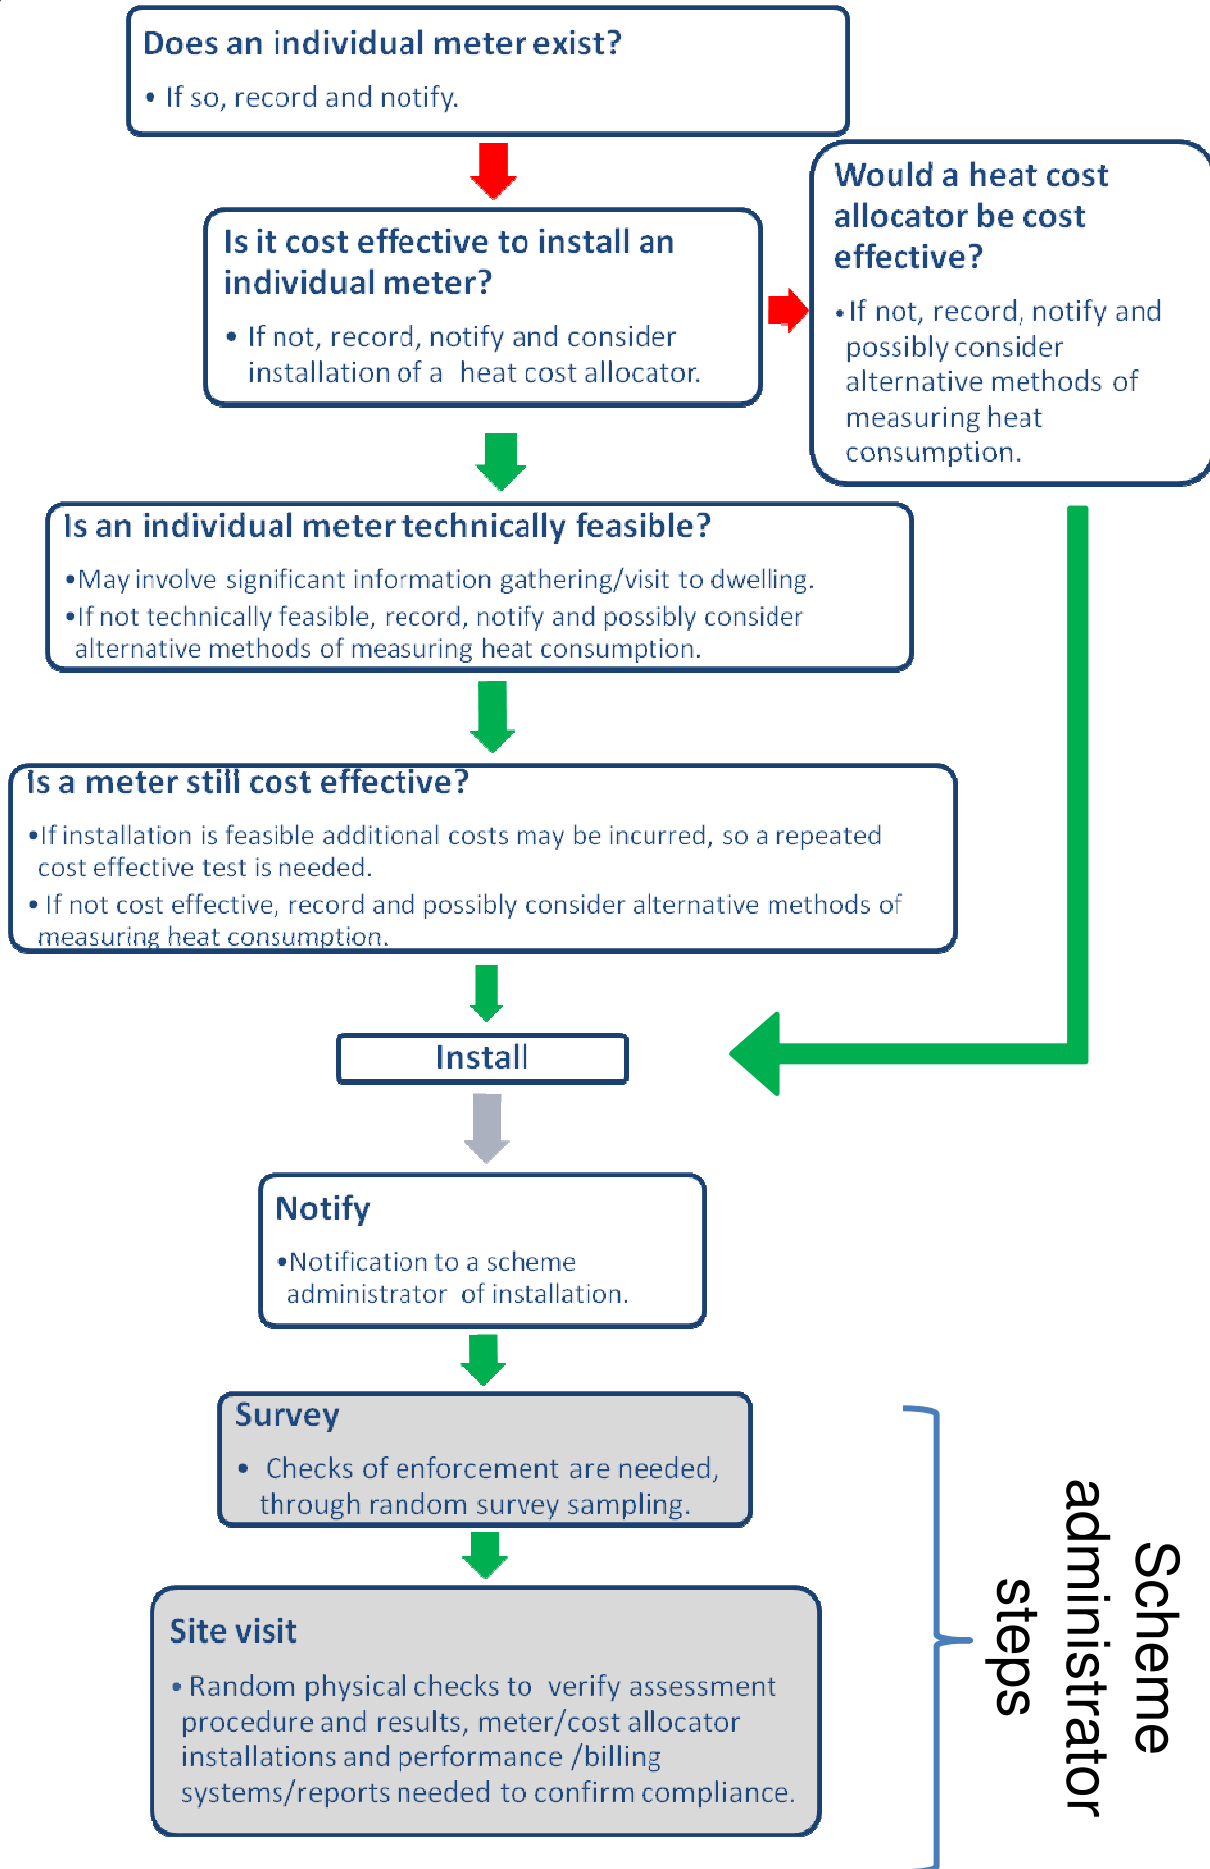 Does an individual meter exist?
• If so, record and notify.
Would a heat cost
allocator be cost
effective?
•If not, record, notify and
possibly consider
alternative methods of
measuring heat
consumption.
Is it cost effective to install an
individual meter?
• If not, record, notify and consider
installation of a heat cost allocator.
Is an individual meter technically feasible?
•May involve significant information gathering/visit to dwelling.
•If not technically feasible, record, notify and possibly consider
alternative methods of measuring heat consumption.
Is a meter still cost effective?
•If installation is feasible additional costs may be incurred, so a repeated
cost effective test is needed.
• If not cost effective, record and possibly consider alternative methods of
measuring heat consumption.
Install
Notify
•Notification to a scheme
administrator of installation.
Survey
• Checks of enforcement are needed,
through random survey sampling.
Site visit
• Random physical checks to verify assessment
procedure and results, meter/cost allocator
installations and performance /billing
systems/reports needed to confirm compliance.
Scheme
administrator
steps